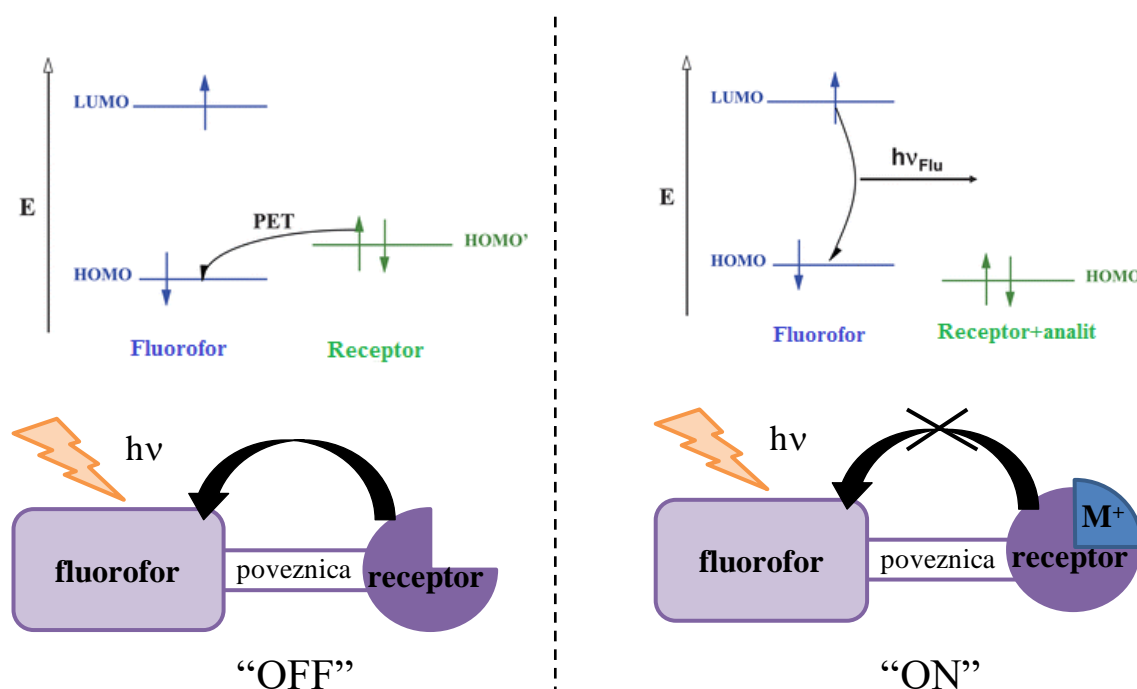 LUMO
E
PET
HOMO'
HOMO
Fluorofor
Receptor
hν
fluorofor
poveznica
receptor
“OFF”
LUMO
hνFlu
E
HOMO
HOMO
Fluorofor
Receptor+analit
hν
M+
fluorofor
poveznica
receptor
“ON”